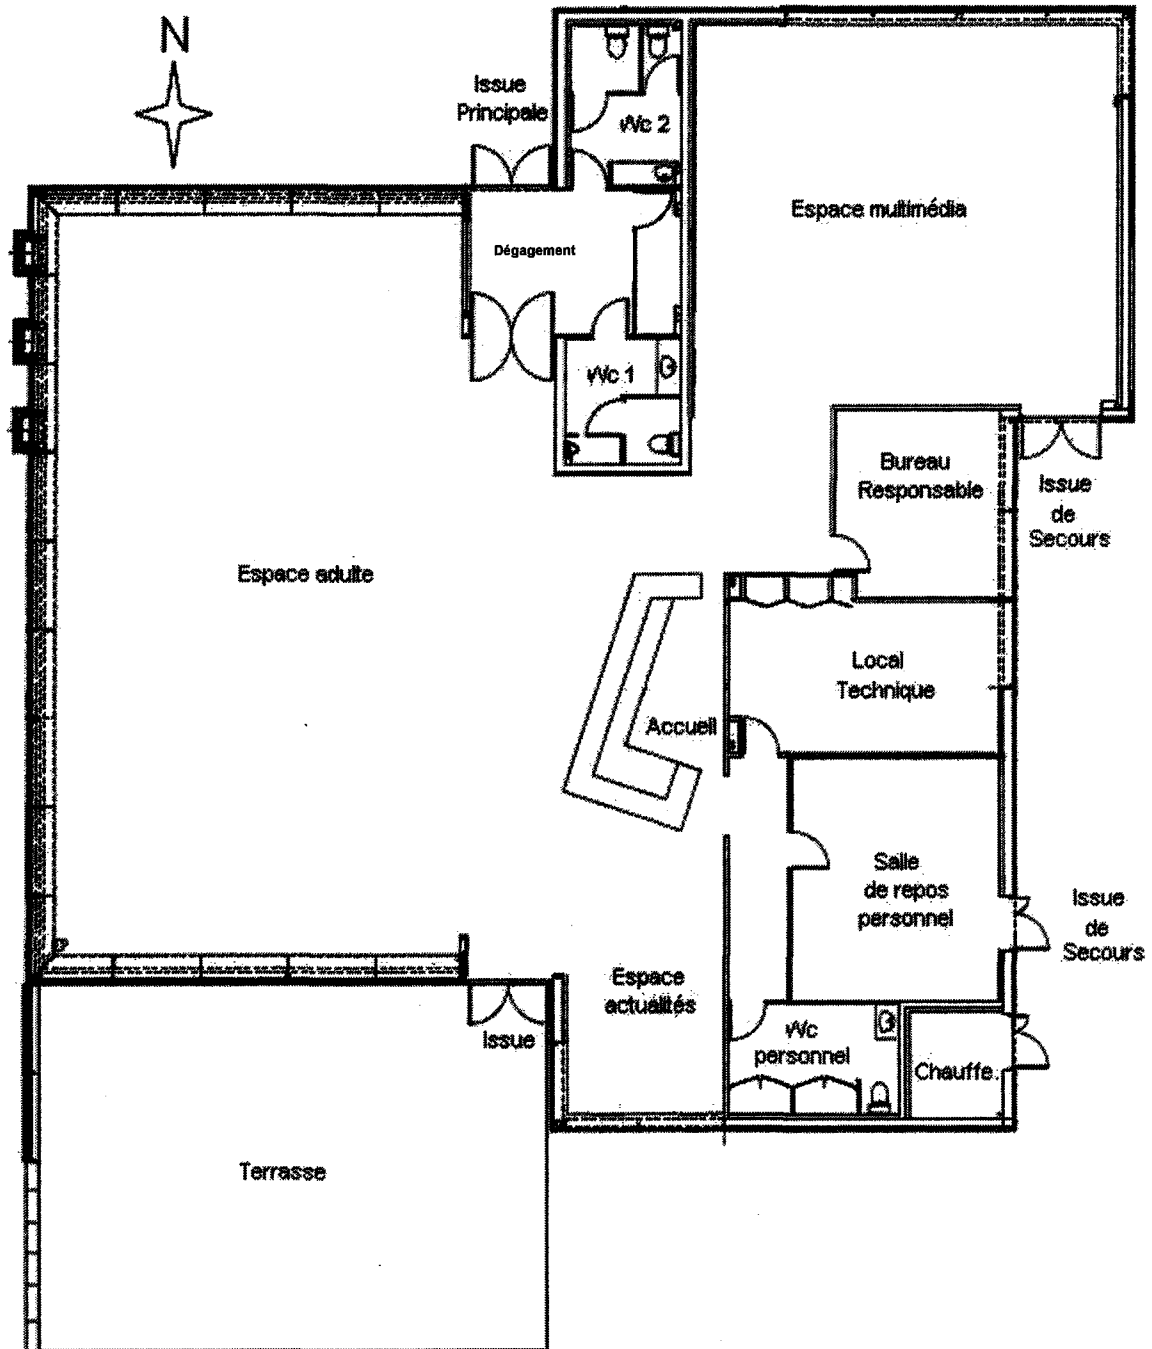 N
Issue
Principale
Wc 2
Espace multimédia
Dégagement
Wc 1
Bureau
Responsable
Issue
de
Secours
Espace adulte
Local
Technique
Accueil
Salle
de repos
personnel
Issue
de
Secours
Espace
actualités
Issue
Wc
personnel
Chauffe.
Terrasse